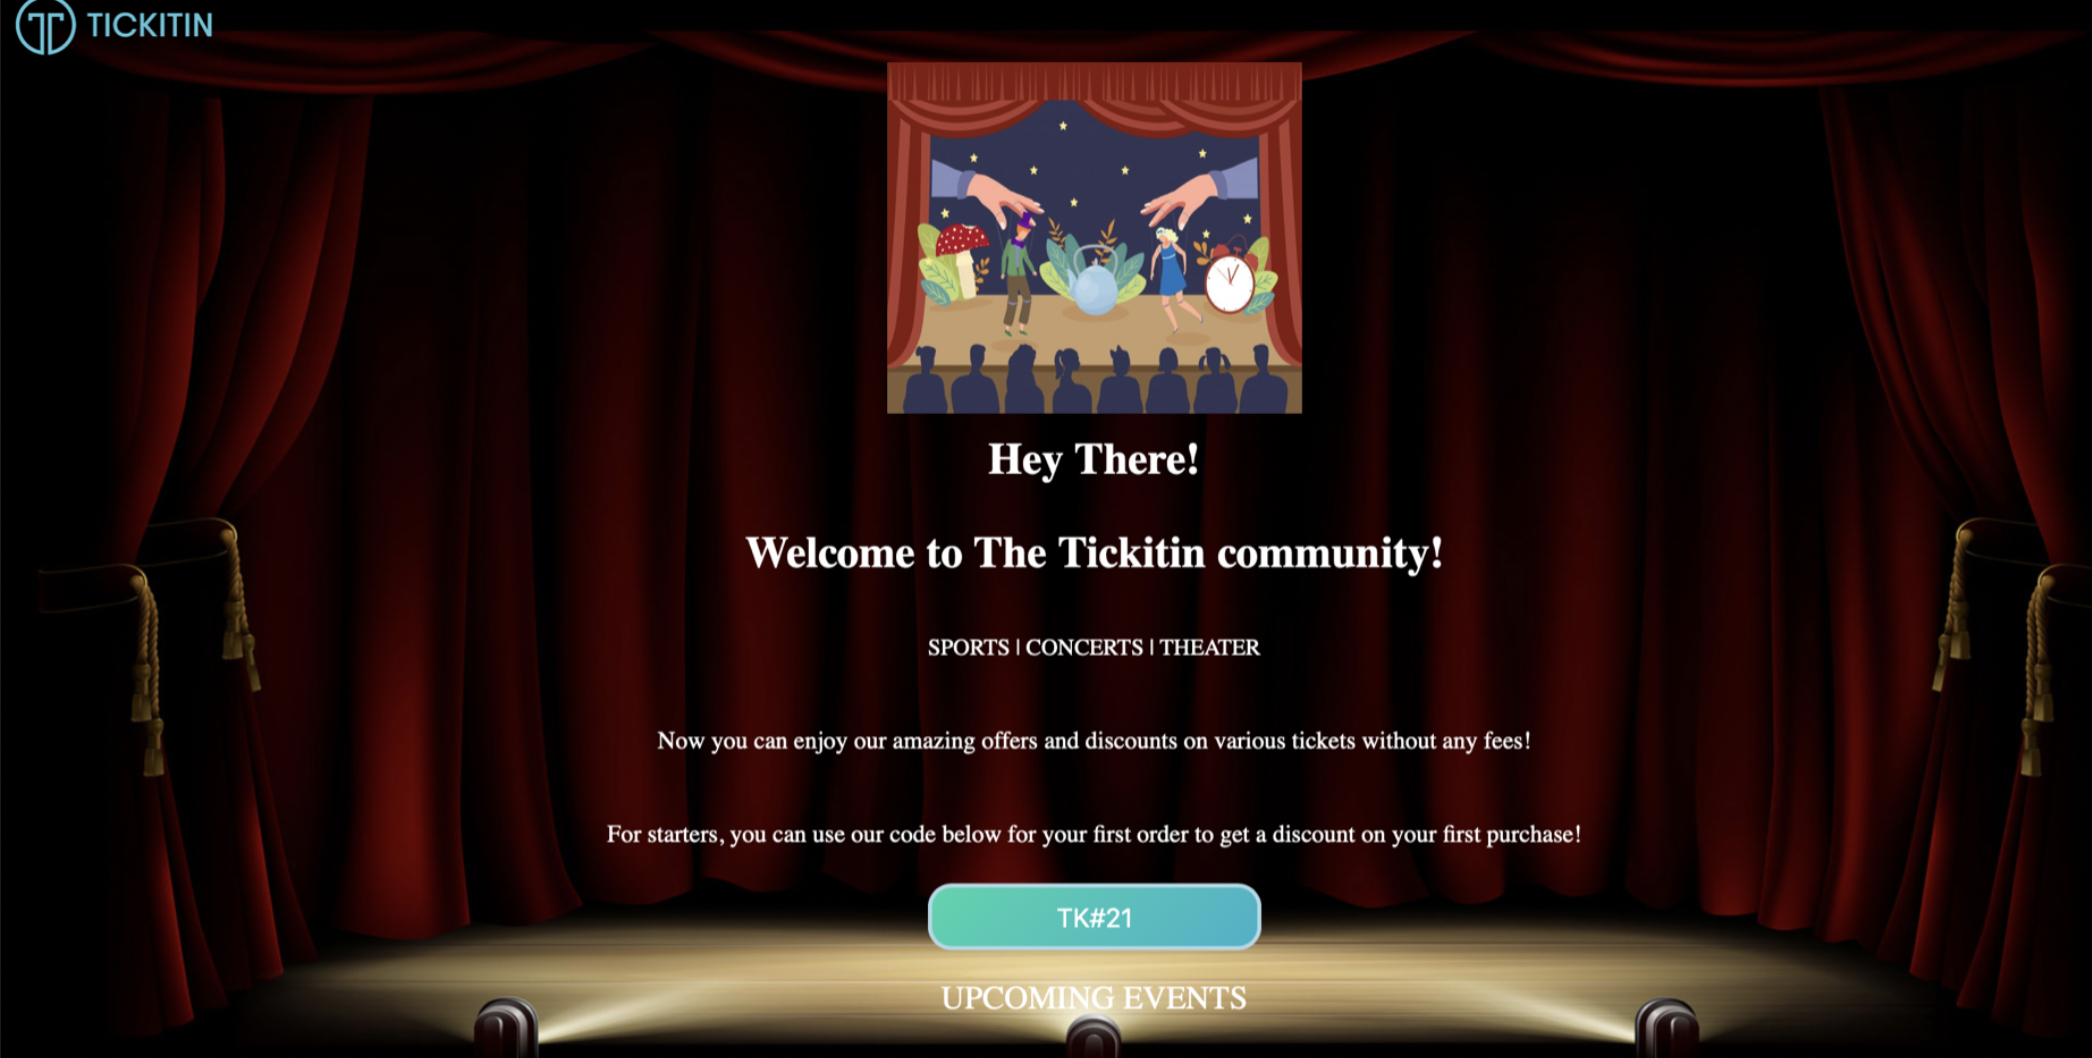 TICKITIN
Hey There!
Welcome to The Tickitin community!
SPORTS | CONCERTS | THEATER
Now you can enjoy our amazing offers and discounts on various tickets without any fees!
For starters, you can use our code below for your first order to get a discount on your first purchase!
TK#21
UPCOMING EVENTS